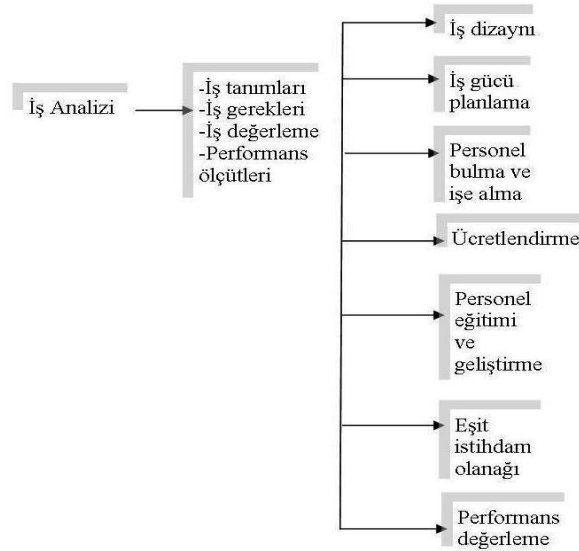 İş Analizi
-İş tanımları
-İş gerekleri
-İş değerleme
-Performans
ölçütleri
İş dizaynı
İş gücü
planlama
Personel
bulma ve
işe alma
Ücretlendirme
Personel
eğitimi
ve
geliştirme
Eşit
istihdam
olanağı
Performans
değerleme